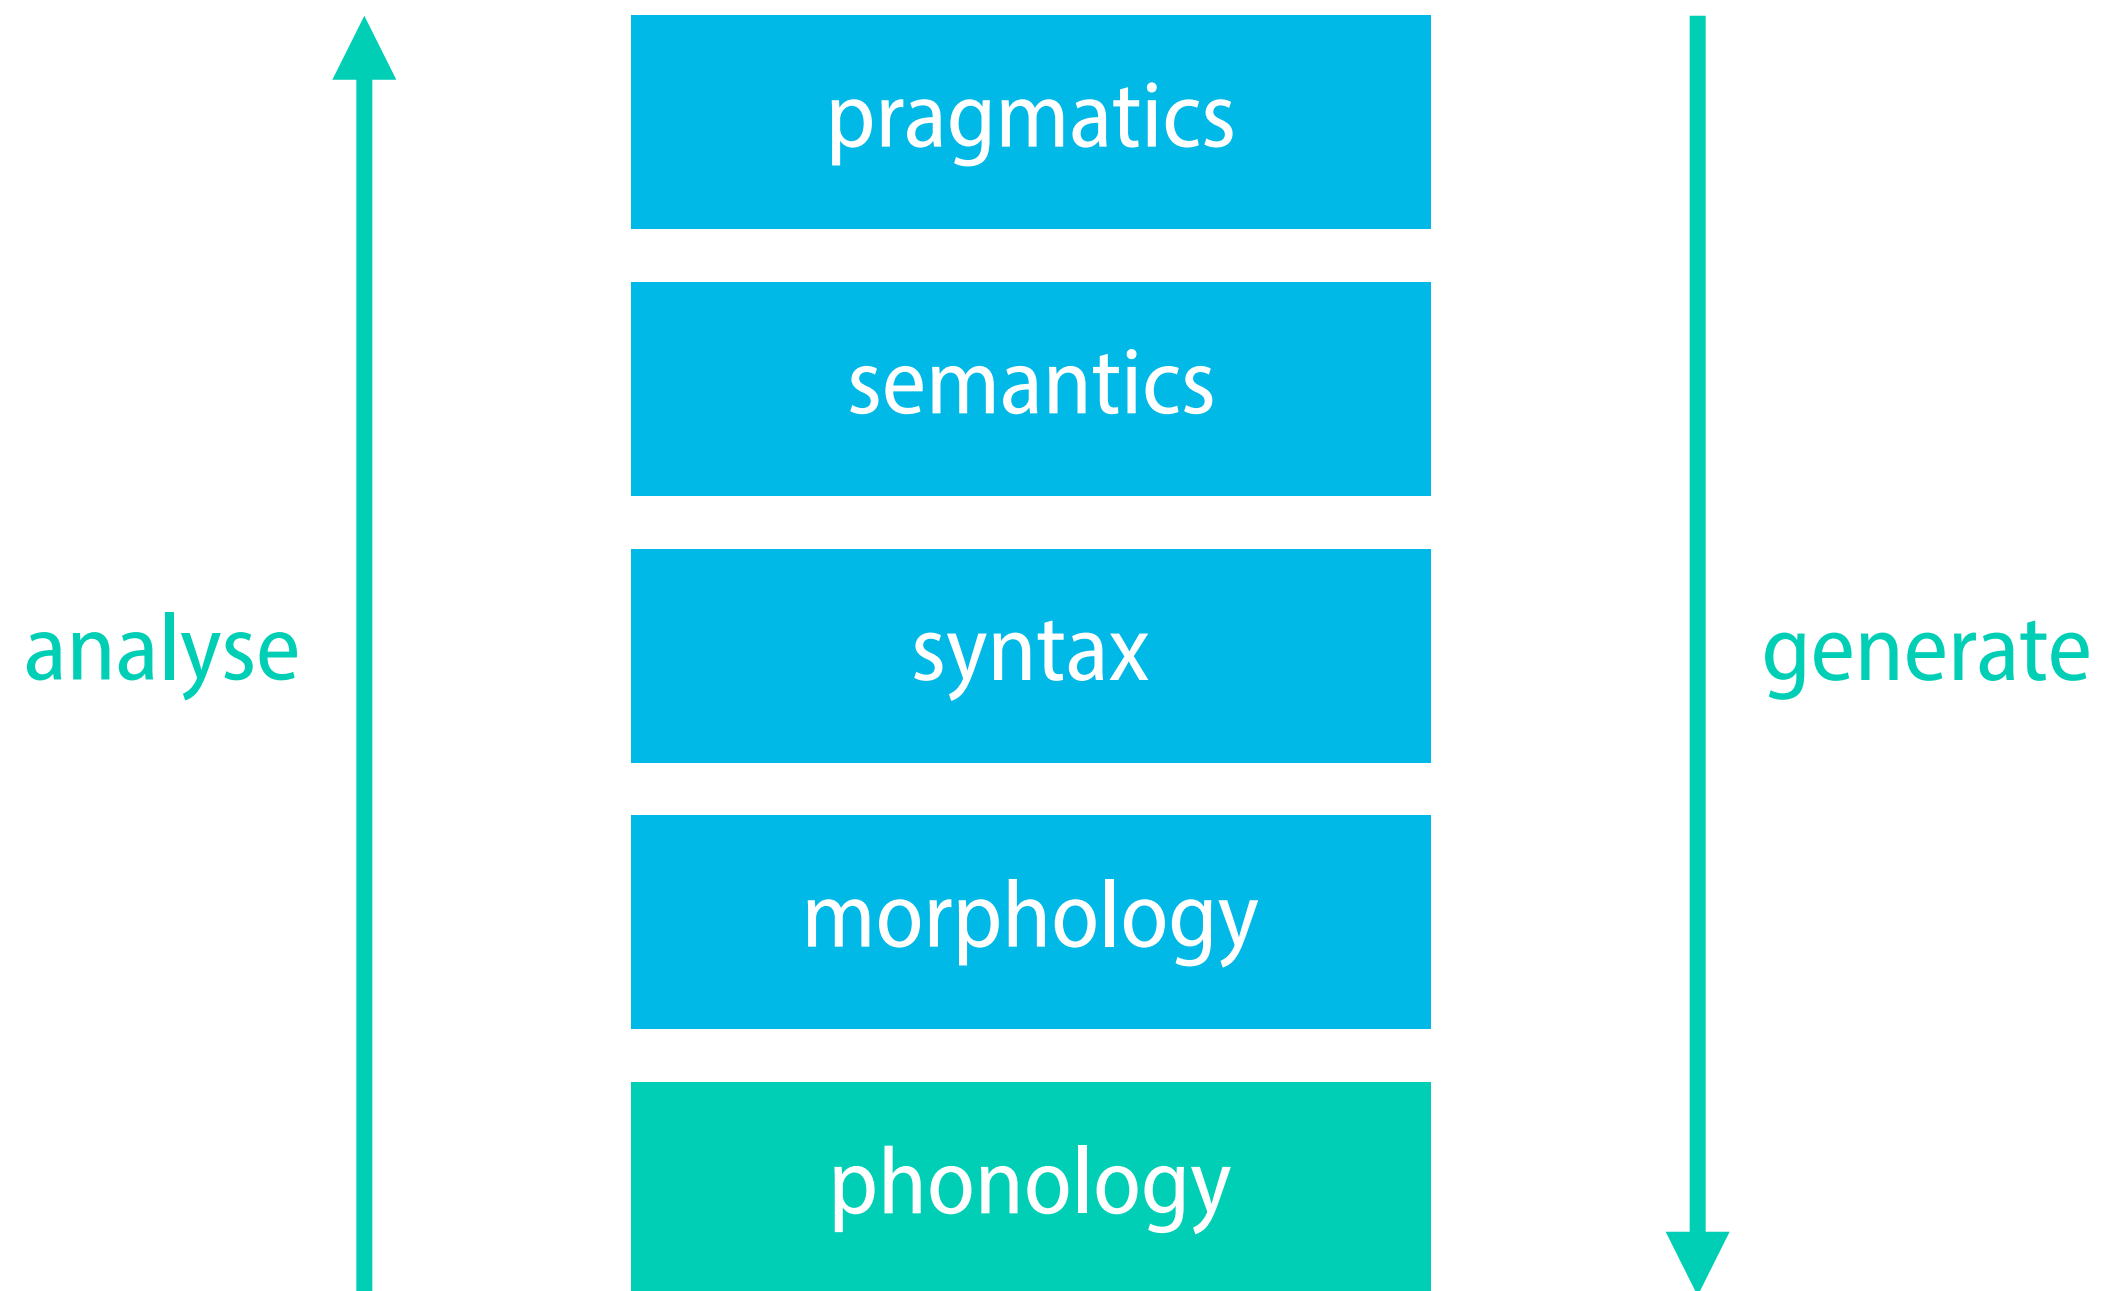 pragmatics
semantics
analyse
syntax
generate
morphology
phonology